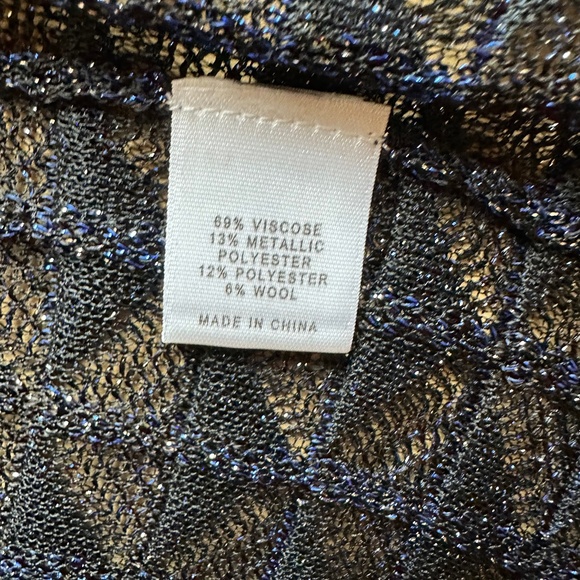 69% VISCOSE
13% METALLIC
POLYESTER
12% POLYESTER
6% WOOL
MADE IN CHINA